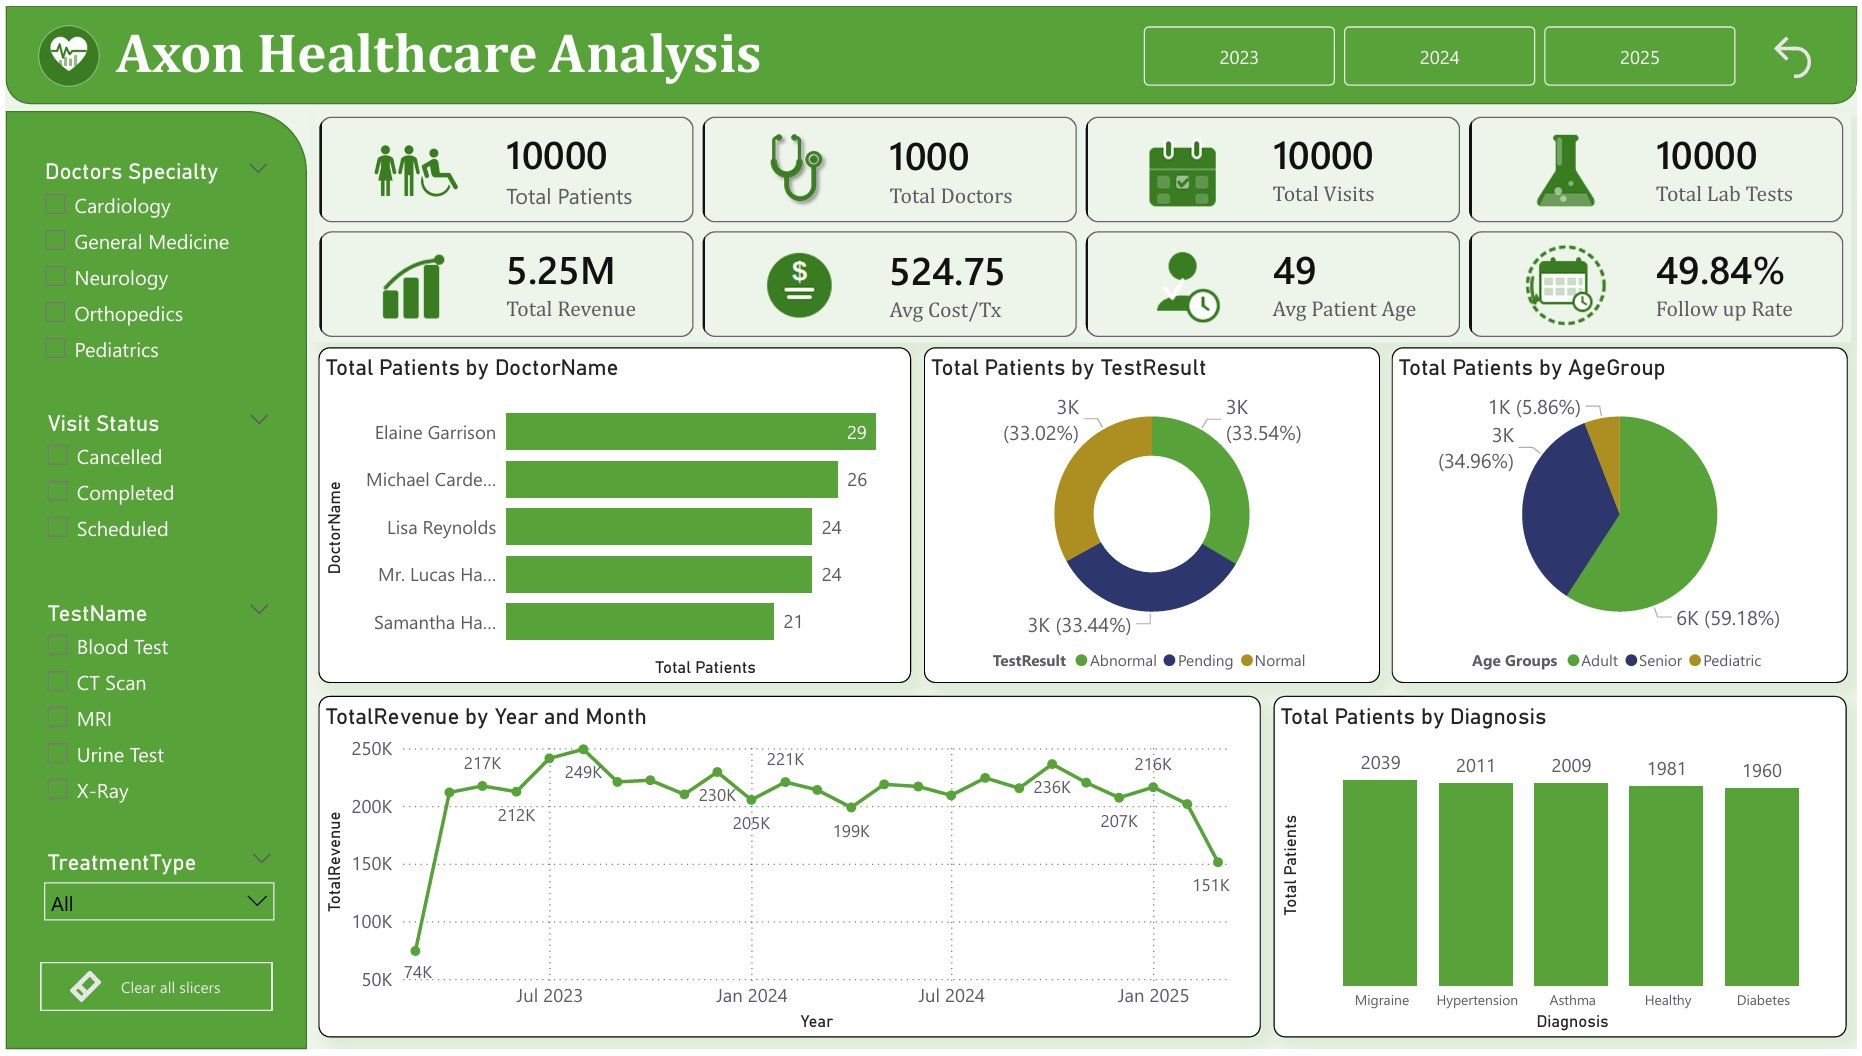 Axon Healthcare Analysis
2023
2024
2025
Doctors Specialty
Cardiology
General Medicine
Neurology
Orthopedics
Pediatrics
Visit Status
Cancelled
Completed
Scheduled
TestName
Blood Test
CT Scan
MRI
Urine Test
X-Ray
TreatmentType
All
Clear all slicers
10000
Total Patients
1000
Total Doctors
10000
Total Visits
10000
Total Lab Tests
5.25M
Total Revenue
$
524.75
Avg Cost/Tx
49
Avg Patient Age
49.84%
Follow up Rate
Total Patients by DoctorName
DoctorName
Elaine Garrison
29
Michael Carde...
26
Lisa Reynolds
24
Mr. Lucas Ha...
24
Samantha Ha...
21
Total Patients
Total Patients by TestResult
3K
(33.02%)
3K
(33.54%)
3K (33.44%)
TestResult Abnormal Pending Normal
Total Patients by AgeGroup
1K (5.86%)
3K
(34.96%)
6K (59.18%)
Age Groups Adult Senior Pediatric
TotalRevenue by Year and Month
TotalRevenue
250K
200K
150K
100K
50K
74K
217K
212K
249K
230K
205K
221K
199K
236K
207K
216K
151K
Jul 2023
Jan 2024
Jul 2024
Jan 2025
Year
Total Patients by Diagnosis
Total Patients
2039
2011
2009
1981
1960
Migraine
Hypertension
Asthma
Healthy
Diabetes
Diagnosis